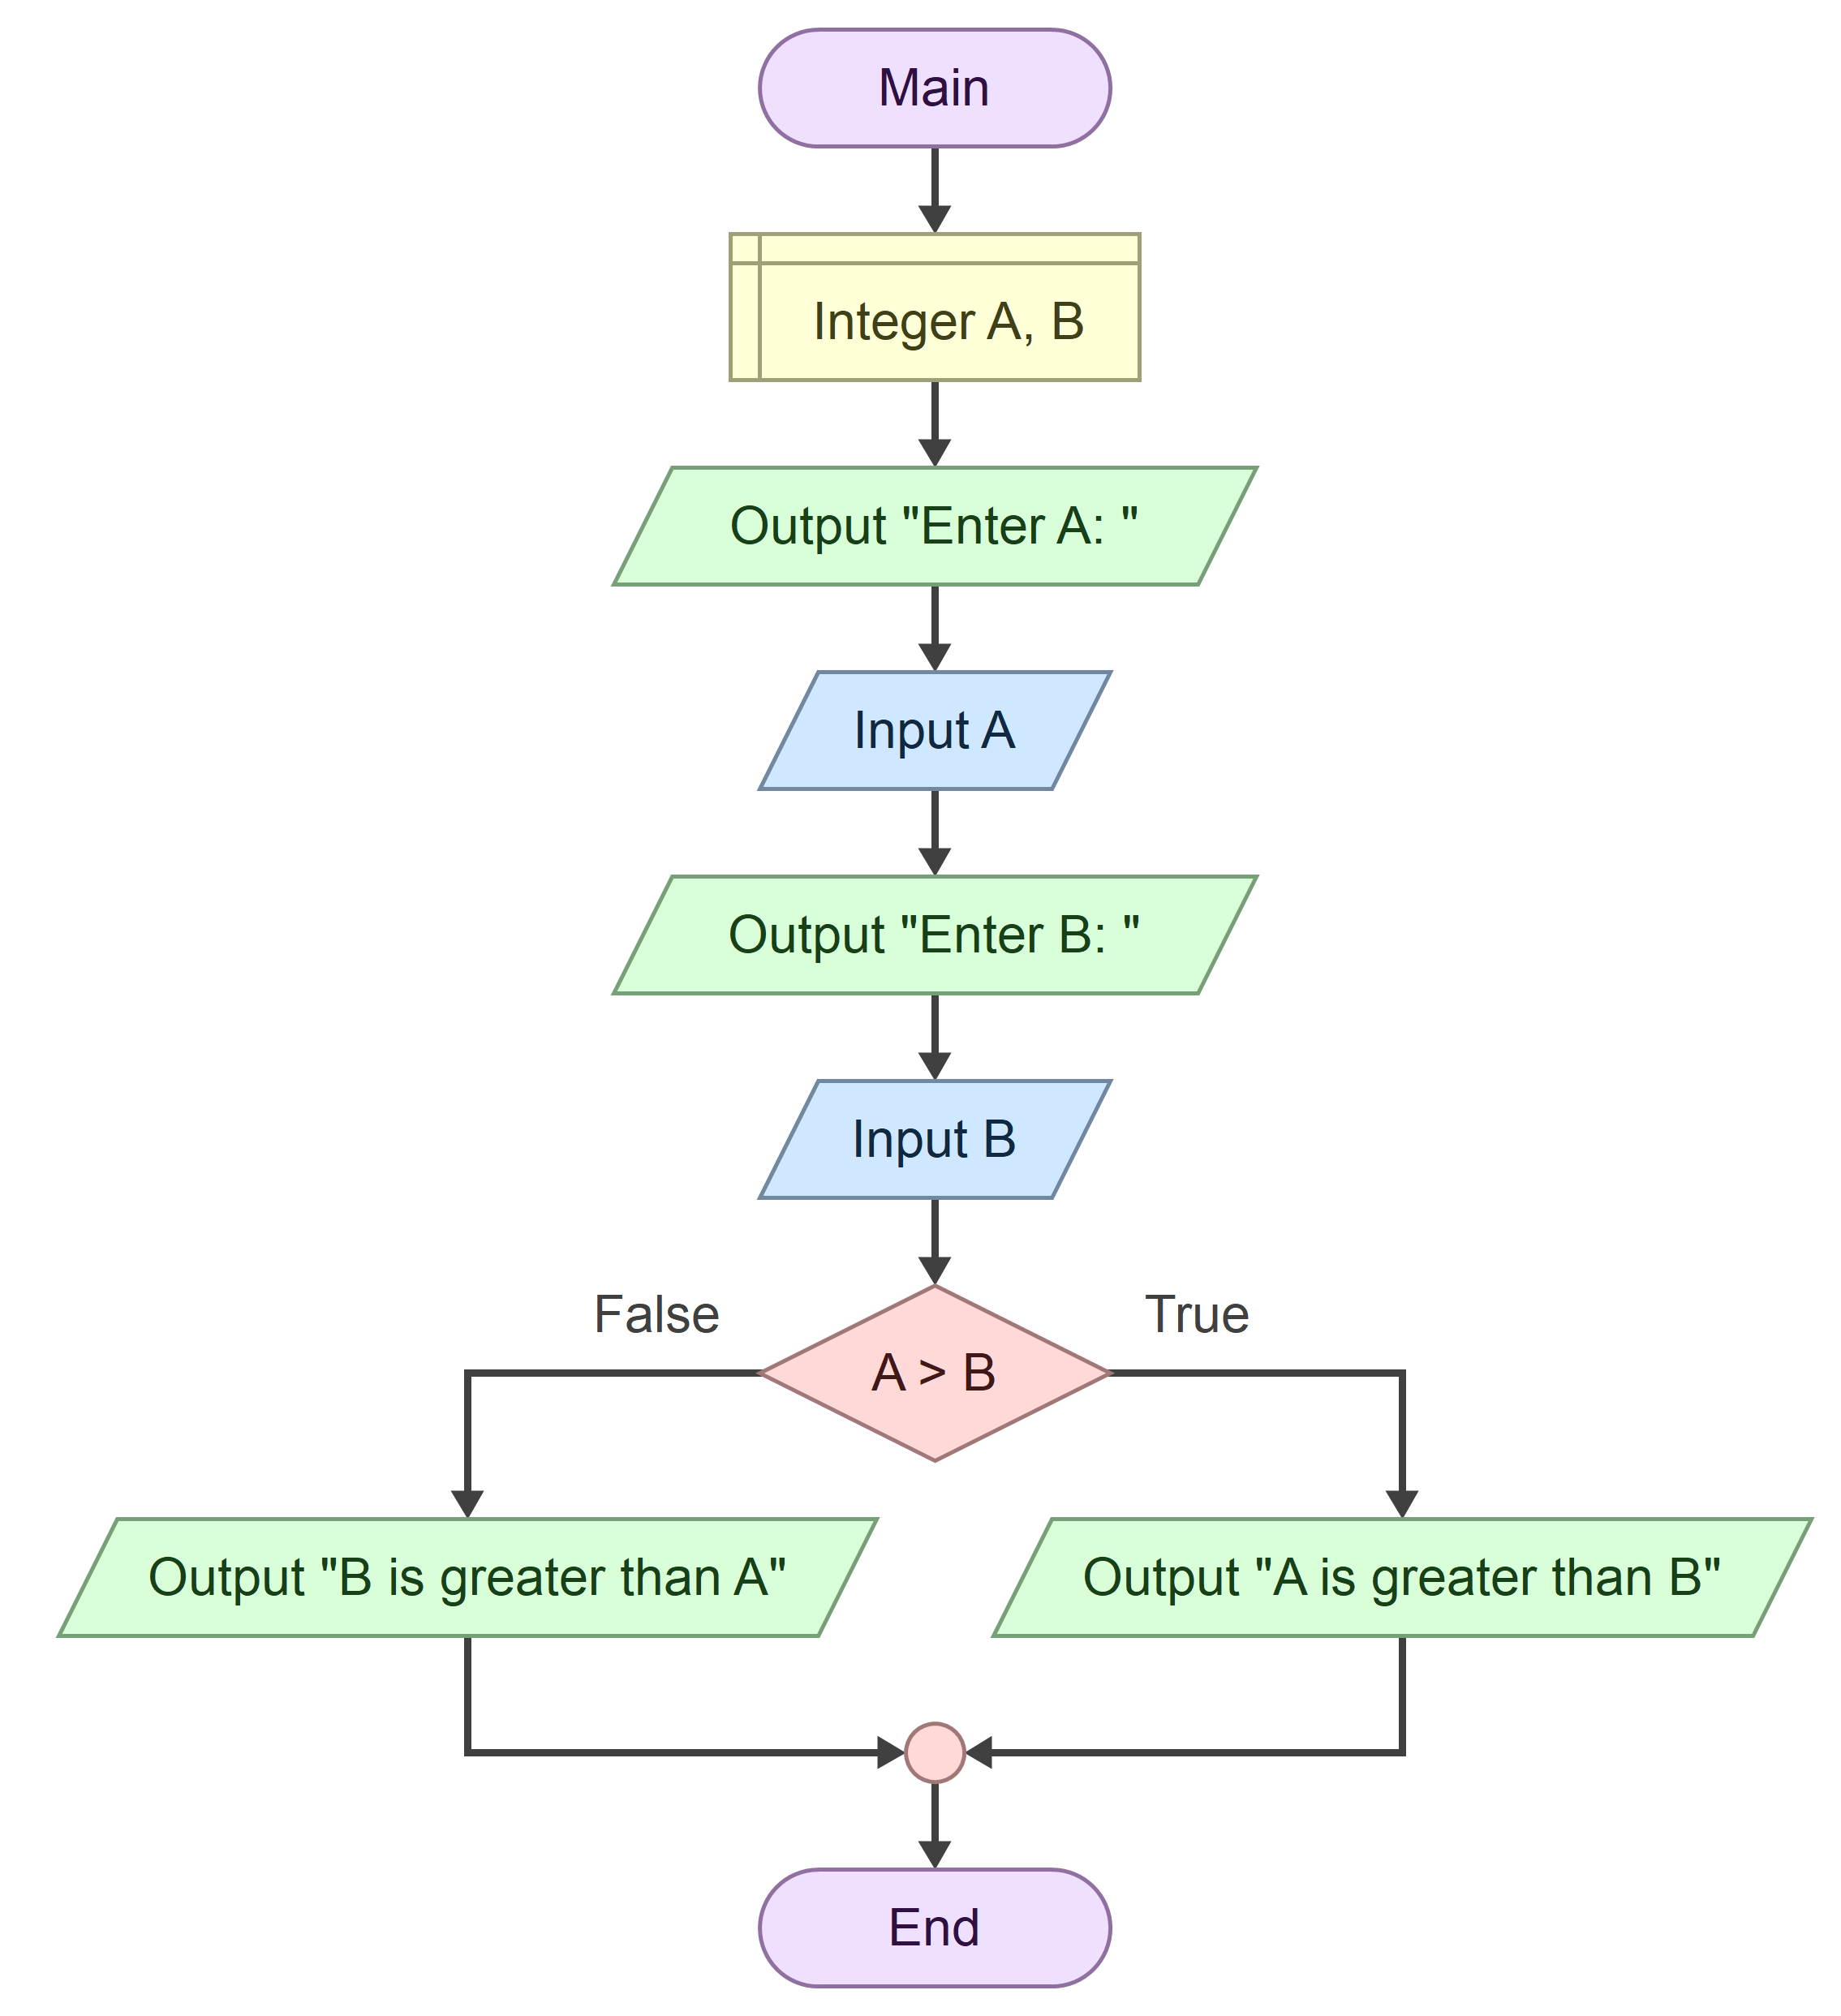 Main
Integer A, B
Output "Enter A: "
Input A
Output "Enter B: "
Input B
False
True
A > B
Output "B is greater than A"
Output "A is greater than B"
End